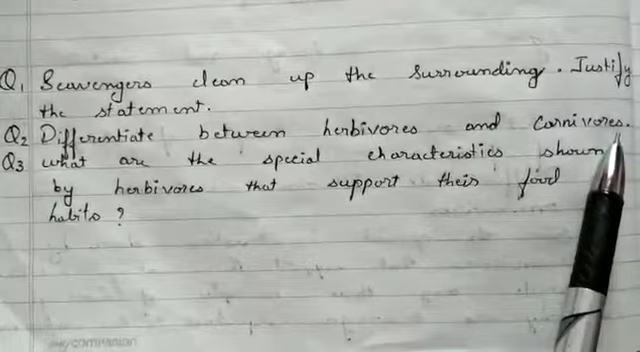 Q1 Scavengers clean up the surrounding. Justify
the statement.
Q2 Differentiate between herbivores and Carnivores.
Q3 what are the special characteristics shown
by herbivores that support their food
habits ?
companion